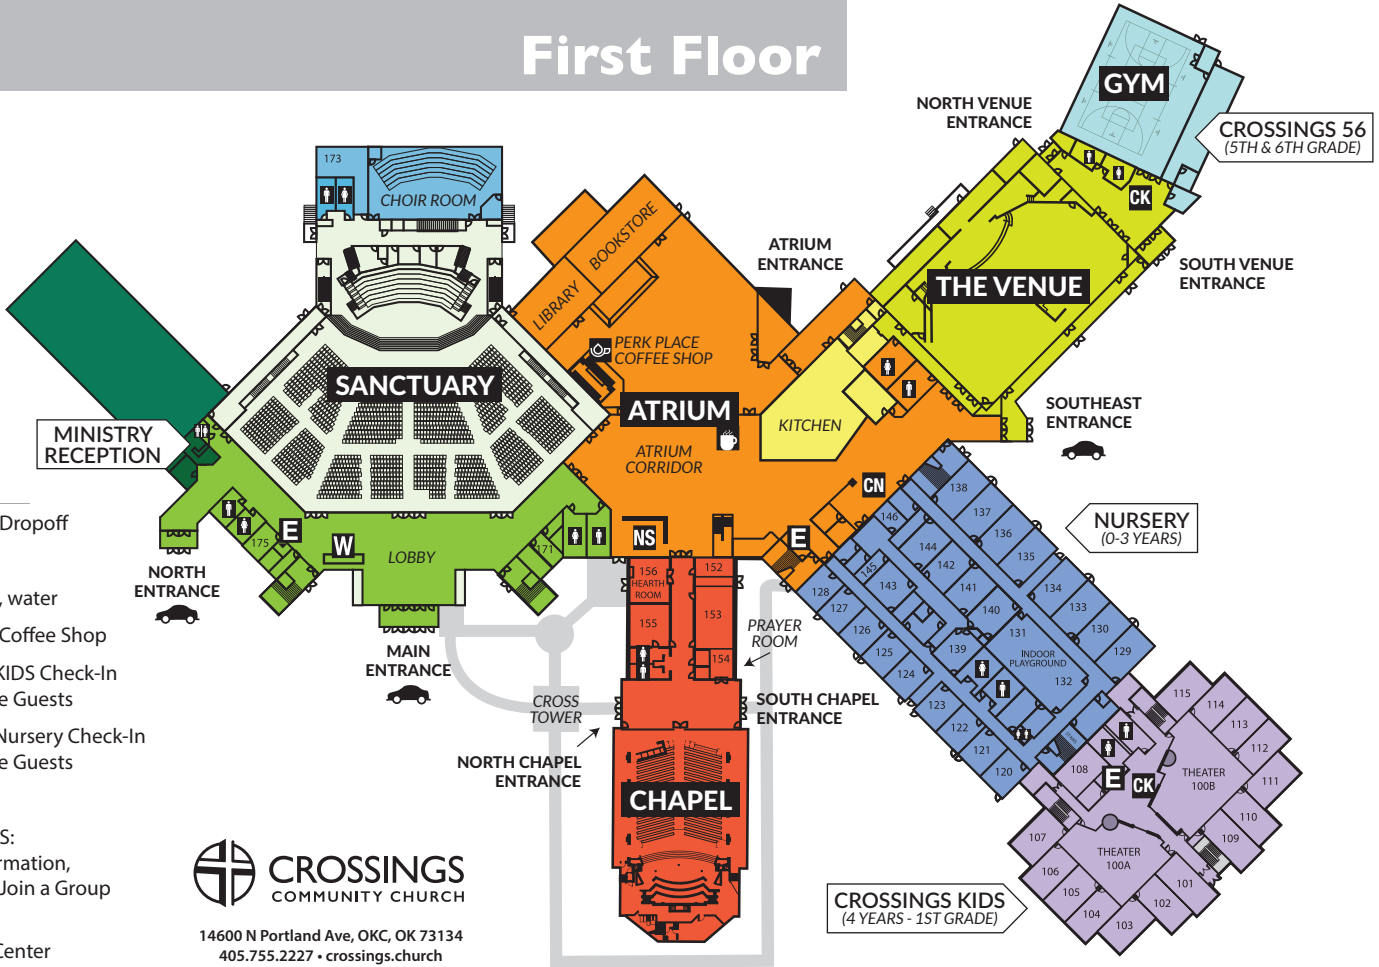 First Floor
GYM
NORTH VENUE
ENTRANCE
CROSSINGS 56
(5TH & 6TH GRADE)
173
CHOIR ROOM
CK
BOOKSTORE
LIBRARY
ATRIUM
ENTRANCE
THE VENUE
SOUTH VENUE
ENTRANCE
PERK PLACE
COFFEE SHOP
SANCTUARY
ATRIUM
KITCHEN
SOUTHEAST
ENTRANCE
MINISTRY
RECEPTION
ATRIUM
CORRIDOR
CN
138
137
136
135
134
133
130
129
NURSERY
(0-3 YEARS)
Dropoff
E
175
W
LOBBY
171
NS
E
146
145
144
143
142
141
140
139
131
INDOOR
PLAYGROUND
132
NORTH
ENTRANCE
156
HEARTH
ROOM
152
153
155
154
PRAYER
ROOM
128
127
126
125
124
123
122
121
120
STAIRS
, water
Coffee Shop
KIDS Check-In
e Guests
Nursery Check-In
e Guests
MAIN
ENTRANCE
CROSS
TOWER
SOUTH CHAPEL
ENTRANCE
NORTH CHAPEL
ENTRANCE
CHAPEL
115
114
113
112
111
110
109
108
E
CK
THEATER
100B
THEATER
100A
107
106
105
104
103
102
101
S:
rmation,
Join a Group
Center
CROSSINGS
COMMUNITY CHURCH
14600 N Portland Ave, OKC, OK 73134
405.755.2227 • crossings.church
CROSSINGS KIDS
(4 YEARS - 1ST GRADE)